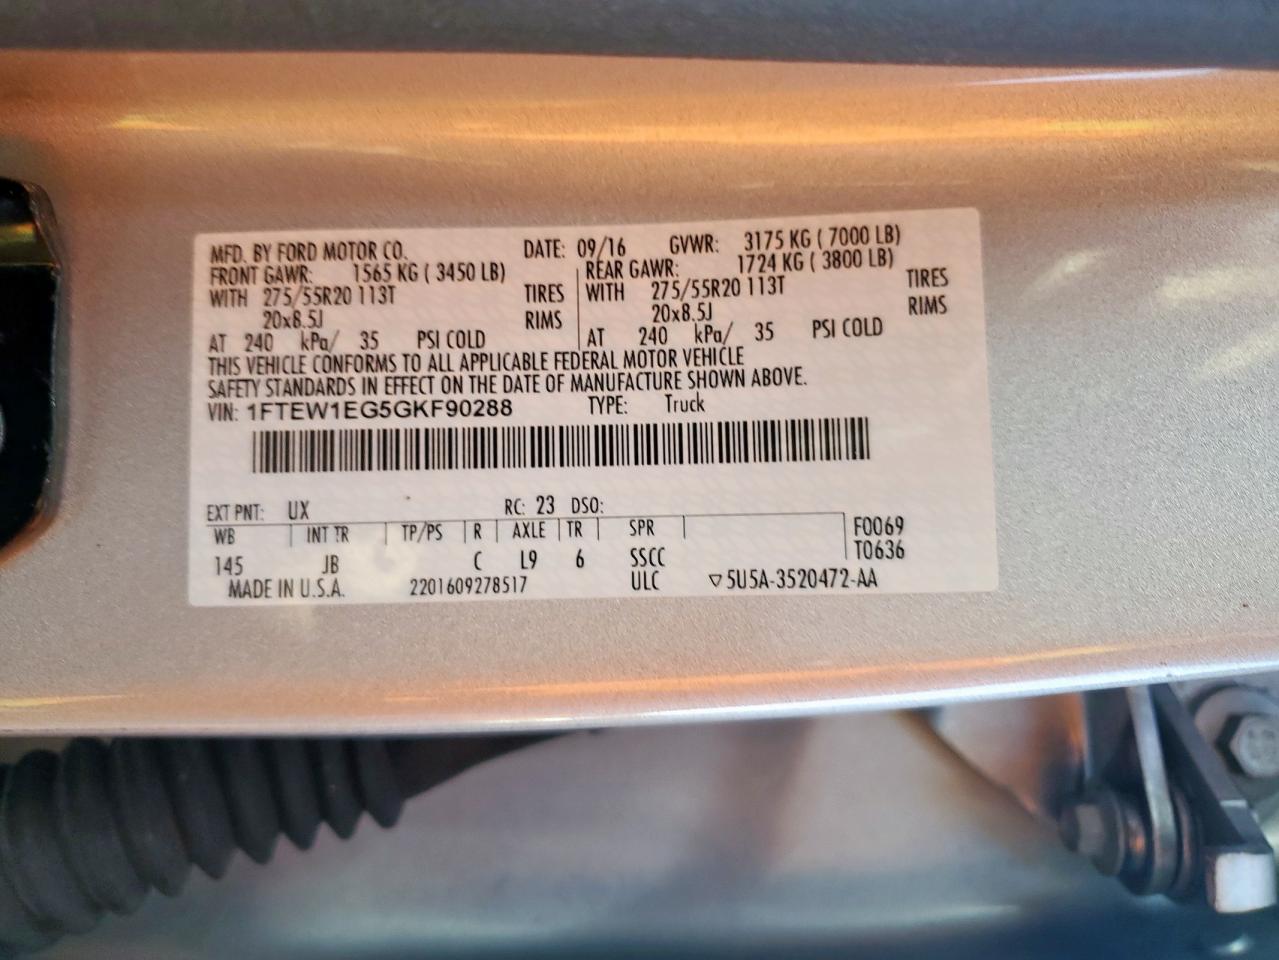 MFD. BY FORD MOTOR CO. DATE: 09/16 GVWR: 3175 KG ( 7000 LB)
FRONT GAWR: 1565 KG ( 3450 LB) REAR GAWR: 1724 KG ( 3800 LB)
WITH 275/55R20 113T TIRES WITH 275/55R20 113T TIRES
20x8.5J RIMS 20x8.5J RIMS
AT 240 kPa/ 35 PSI COLD AT 240 kPa/ 35 PSI COLD
THIS VEHICLE CONFORMS TO ALL APPLICABLE FEDERAL MOTOR VEHICLE
SAFETY STANDARDS IN EFFECT ON THE DATE OF MANUFACTURE SHOWN ABOVE.
VIN: 1FTEW1EG5GKF90288 TYPE: Truck
EXT PNT: UX RC: 23 DSO:
WB INT TR TP/PS R AXLE TR SPR F0069
145 JB C L9 6 SSCC T0636
MADE IN U.S.A. 2201609278517 ULC ▽5U5A-3520472-AA